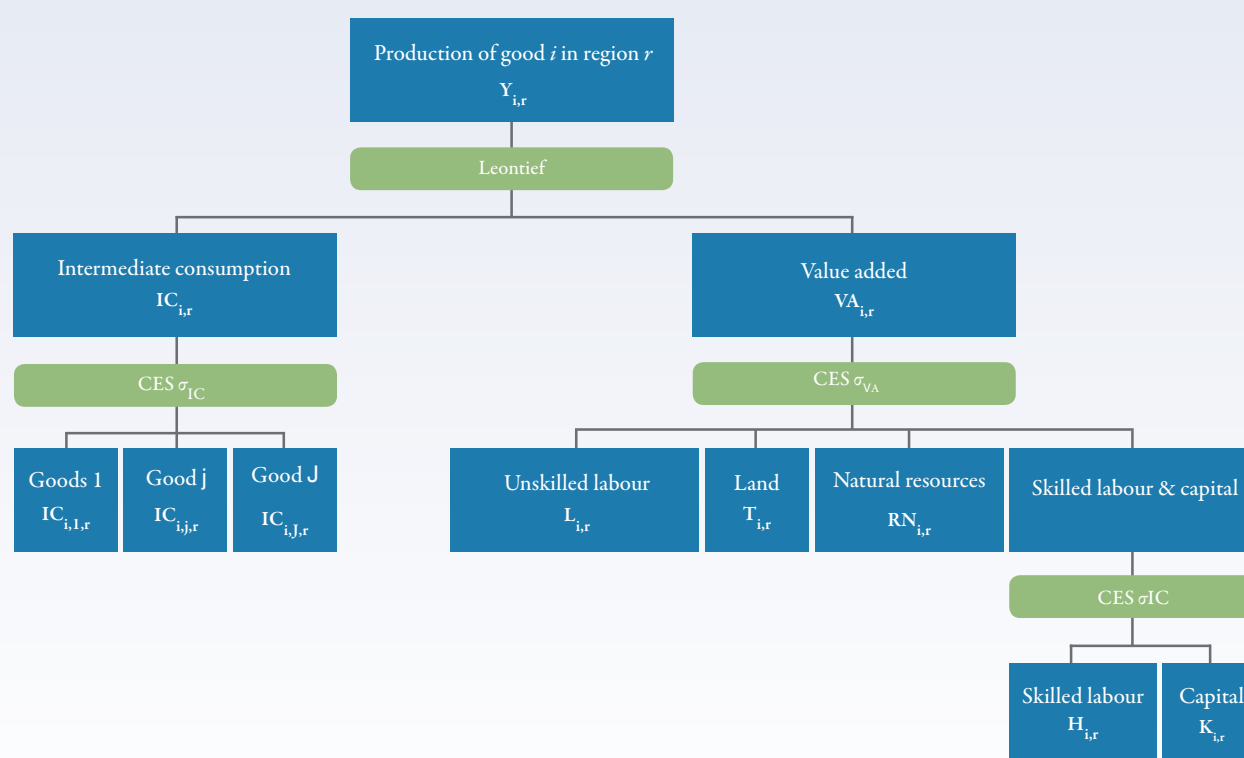 Production of good i in region r
Y i,r
Leontief
Intermediate consumption
IC i,r
Value added
VA i,r
CES σ IC
CES σ VA
Goods 1
IC i,1,r
Good j
IC i,j,r
Good J
IC i,J,r
Unskilled labour
L i,r
Land
T i,r
Natural resources
RN i,r
Skilled labour & capital
CES σIC
Skilled labour
H i,r
Capital
K i,r